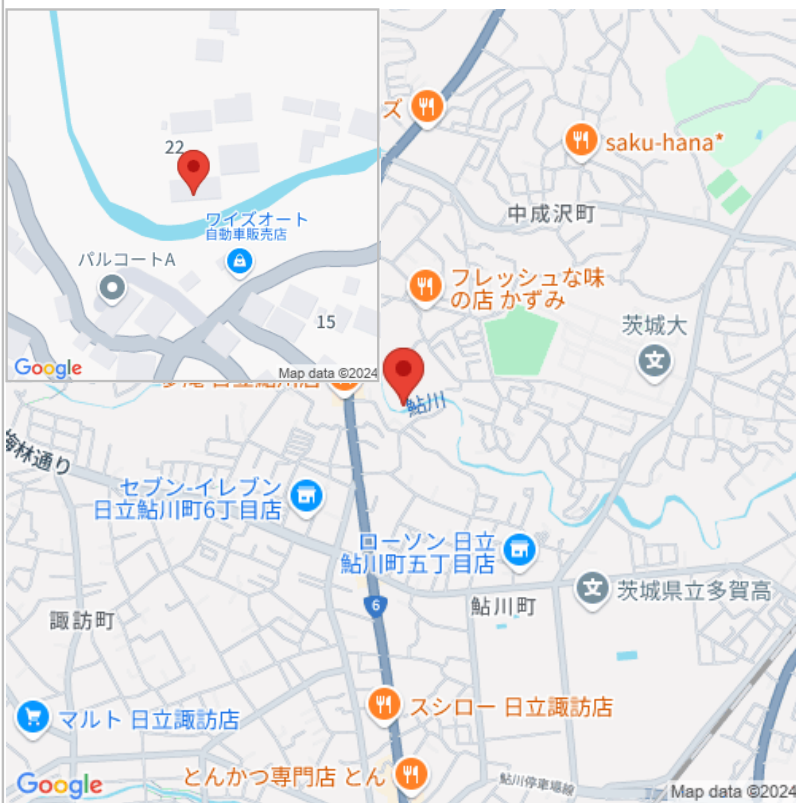 22
ワイズオート
自動車販売店
パルコートA
15
Google
Map data ©2024
ズ
saku-hana*
中成沢町
フレッシュな味
の店 かずみ
茨城大
鮎川
梅林通り
セブン-イレブン
日立鮎川町6丁目店
ローソン 日立
鮎川町五丁目店
鮎川町
茨城県立多賀高
6
諏訪町
スシロー 日立諏訪店
マルト 日立諏訪店
とんかつ専門店 とん
鮎川停車場線
Google
Map data ©2024